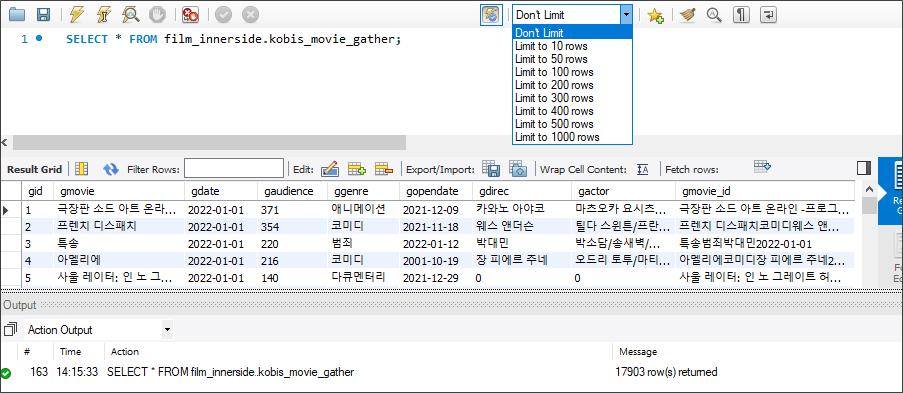 Don't Limit
1 SELECT * FROM film_innerside.kobis_movie_gather;
Don't Limit
Limit to 10 rows
Limit to 50 rows
Limit to 100 rows
Limit to 200 rows
Limit to 300 rows
Limit to 400 rows
Limit to 500 rows
Limit to 1000 rows
Result Grid Filter Rows: Edit: Export/Import: Wrap Cell Content: Fetch rows:
gid gmovie gdate gaudience ggenre gopendate gdirec gactor gmovie_id
1 극장판 소드 아트 온라... 2022-01-01 371 애니메이션 2021-12-09 카와노 아야코 마츠오카 요시츠... 극장판 소드 아트 온라인 -프로그...
2 프렌치 디스패치 2022-01-01 354 코미디 2021-11-18 웨스 앤더슨 틸다 스윈튼/프란... 프렌치 디스패치코미디웨스 앤...
3 특송 2022-01-01 220 범죄 2022-01-12 박대민 박소담/송새벽/... 특송범죄박대민2022-01-01
4 아멜리에 2022-01-01 216 코미디 2001-10-19 장 피에르 주네 오드리 토투/마티... 아멜리에코미디장 피에르 주네2...
5 사울 레이터: 인 노 그... 2022-01-01 140 다큐멘터리 2021-12-29 0 0 사울 레이터: 인 노 그레이트 허...
Output
Action Output
# Time Action Message
163 14:15:33 SELECT * FROM film_innerside.kobis_movie_gather 17903 row(s) returned